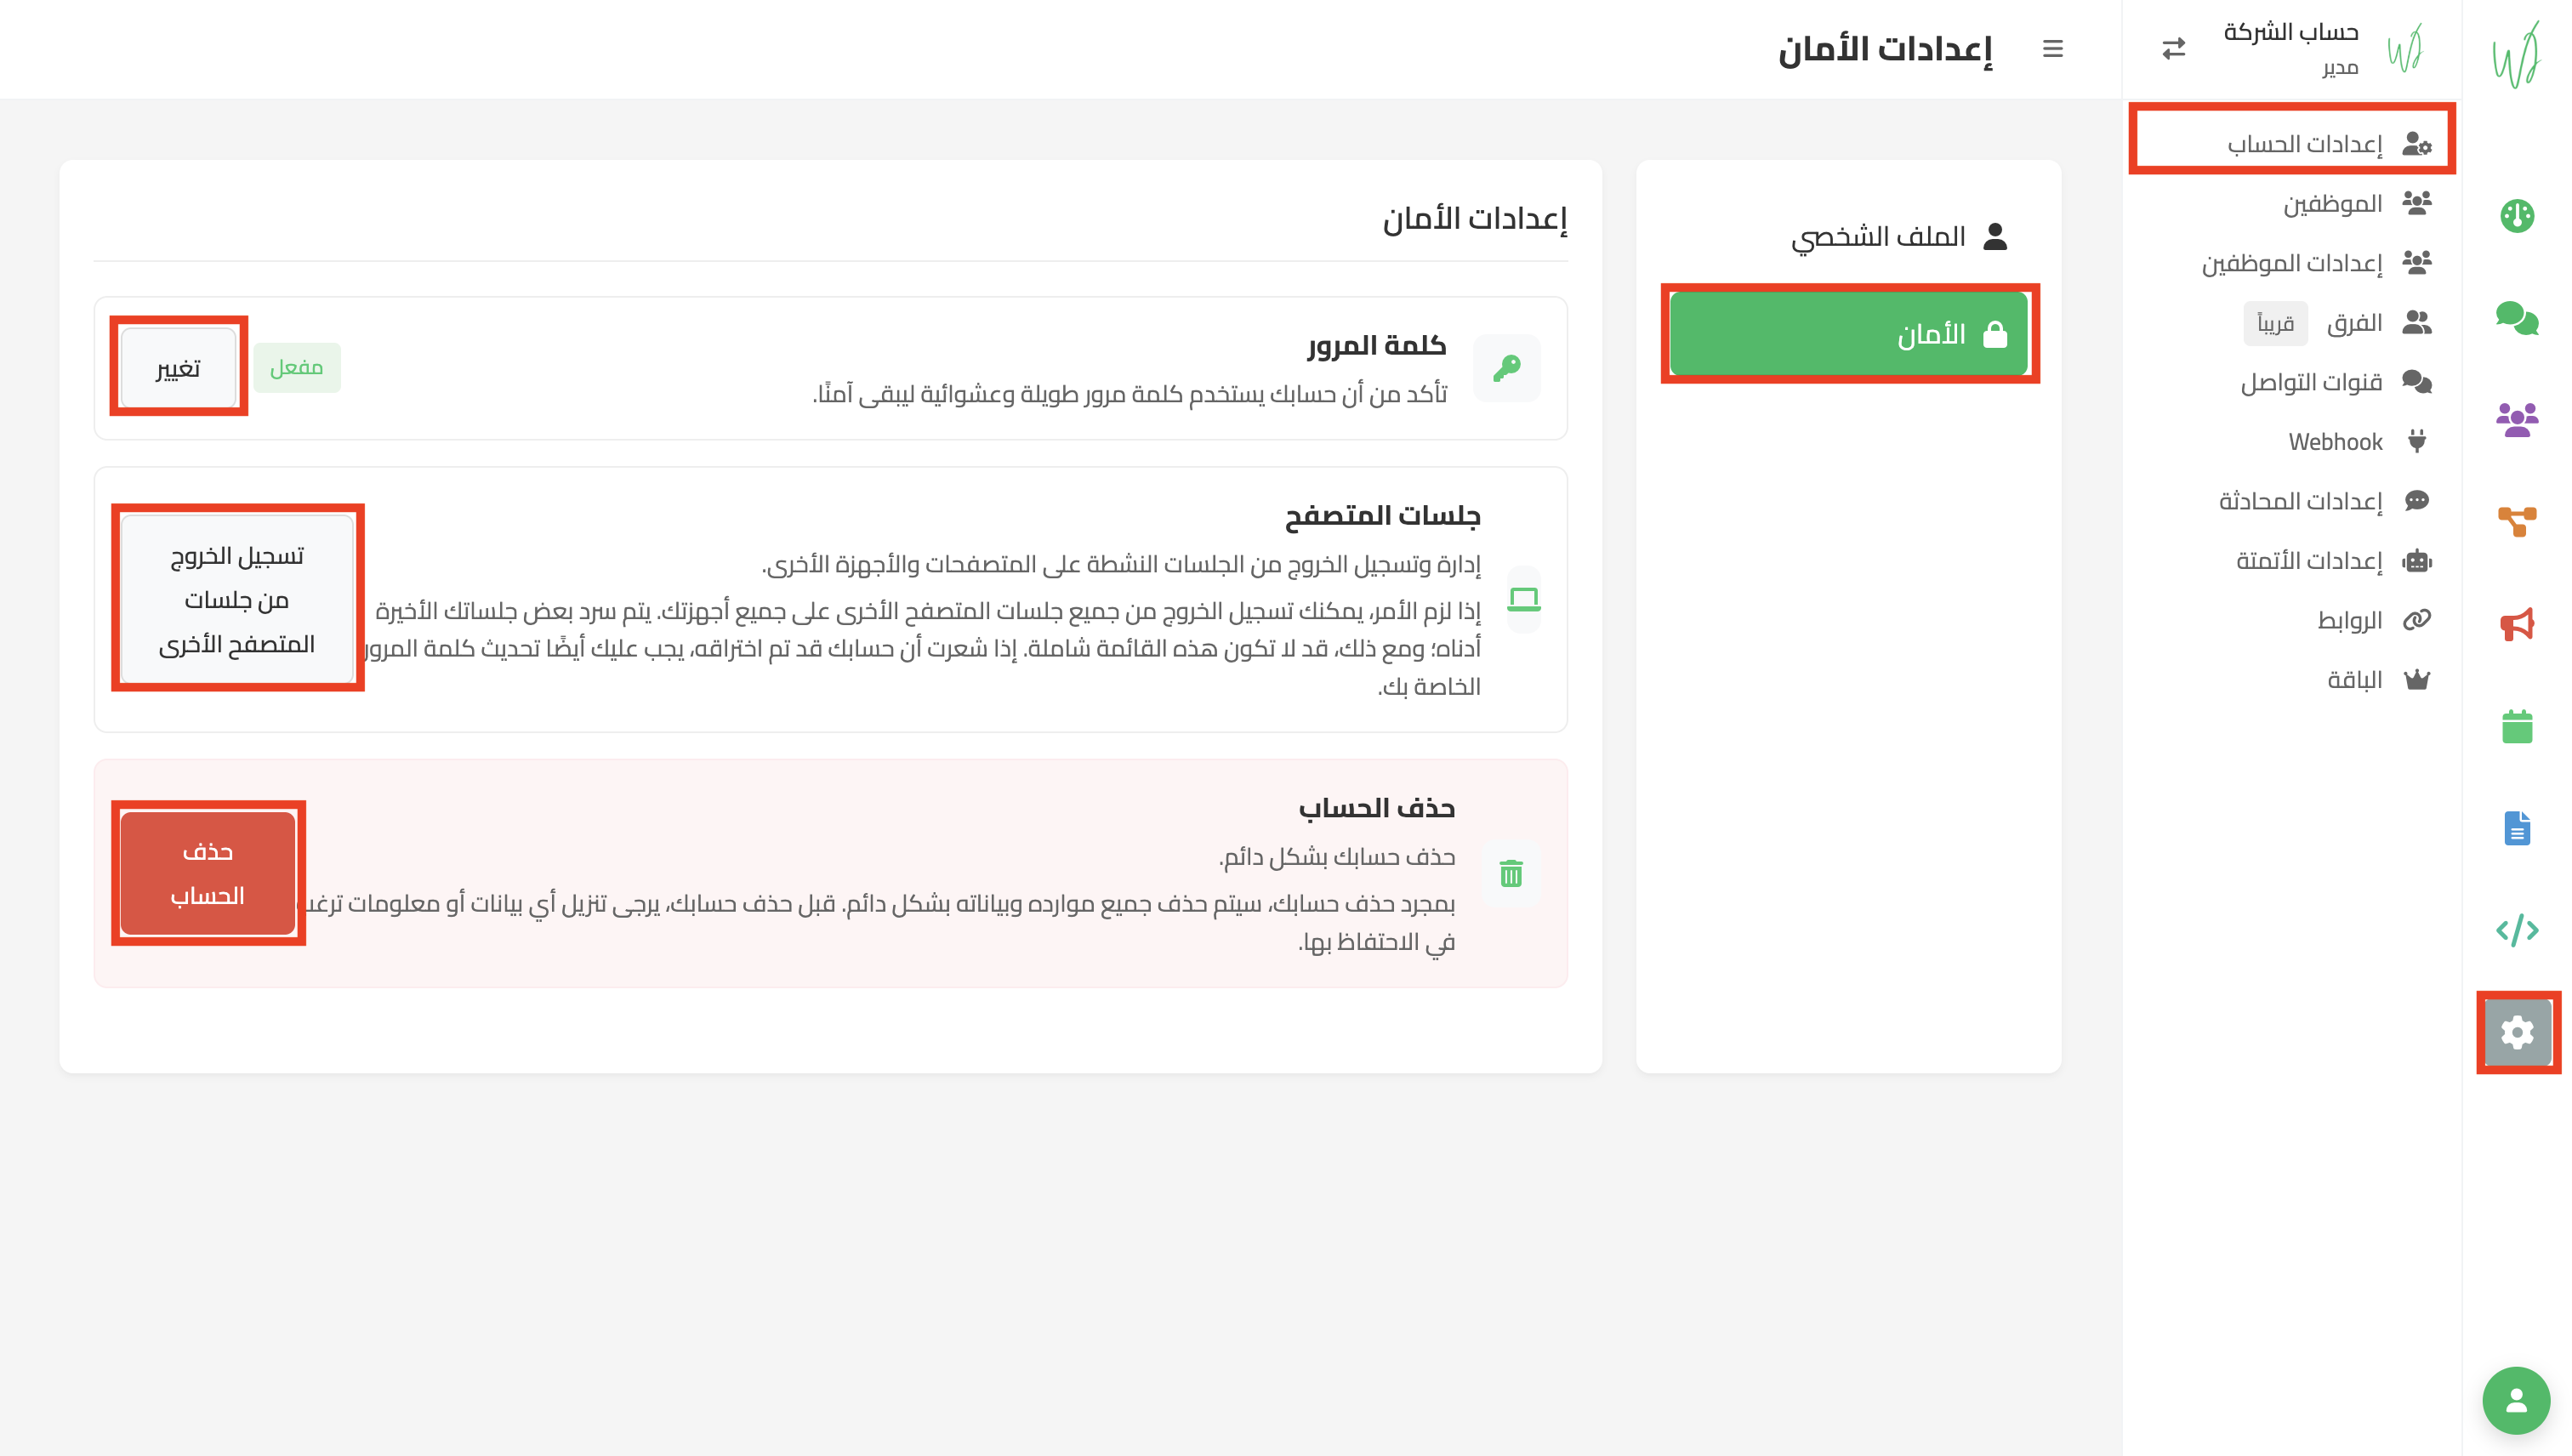 حساب الشركة
مدير
إعدادات الحساب
الموظفين
إعدادات الموظفين
الفرق
قريباً
قنوات التواصل
Webhook
إعدادات المحادثة
إعدادات الأتمتة
الروابط
الباقة
إعدادات الأمان
الملف الشخصي
الأمان
إعدادات الأمان
كلمة المرور
تأكد من أن حسابك يستخدم كلمة مرور طويلة وعشوائية ليبقى آمنًا.
مفعل
تغيير
جلسات المتصفح
إدارة وتسجيل الخروج من الجلسات النشطة على المتصفحات والأجهزة الأخرى.
إذا لزم الأمر، يمكنك تسجيل الخروج من جميع جلسات المتصفح الأخرى على جميع أجهزتك. يتم سرد بعض جلساتك الأخيرة
أدناه؛ ومع ذلك، قد لا تكون هذه القائمة شاملة. إذا شعرت أن حسابك قد تم اختراقه، يجب عليك أيضًا تحديث كلمة المرور
الخاصة بك.
تسجيل الخروج
من جلسات
المتصفح الأخرى
حذف الحساب
حذف حسابك بشكل دائم.
بمجرد حذف حسابك، سيتم حذف جميع موارده وبياناته بشكل دائم. قبل حذف حسابك، يرجى تنزيل أي بيانات أو معلومات ترغب
في الاحتفاظ بها.
حذف
الحساب